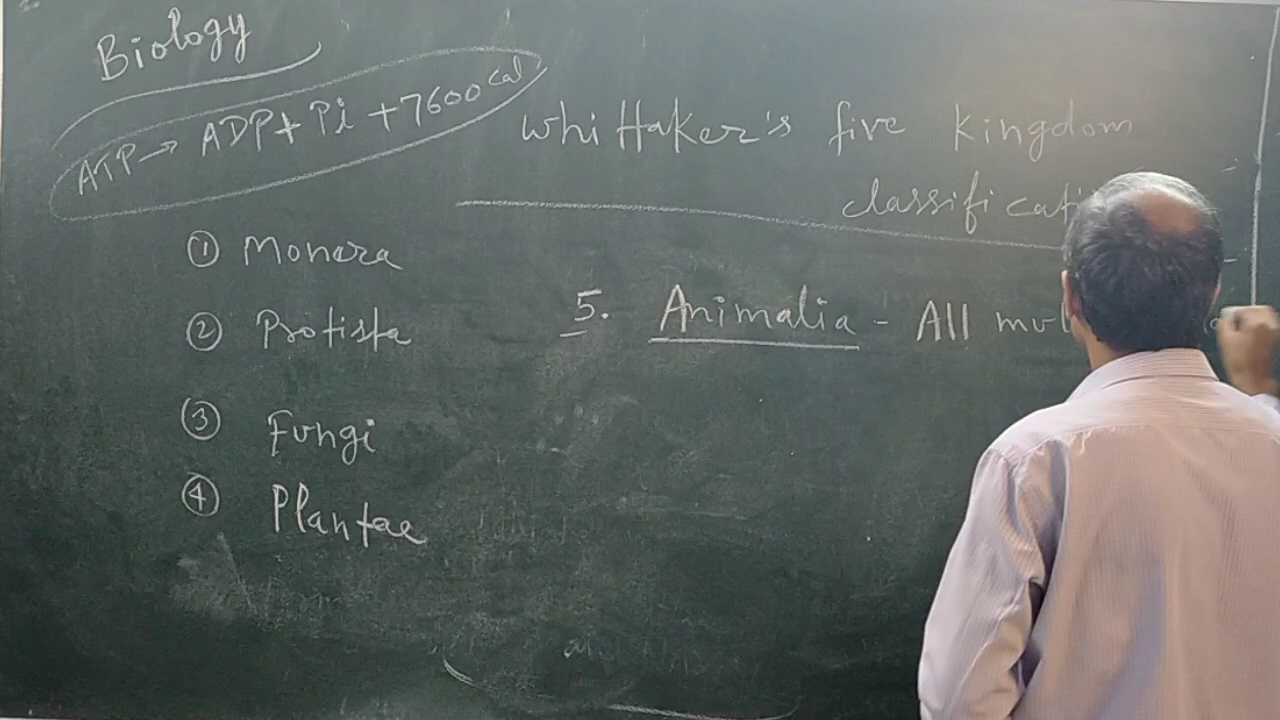 Biology
ATP → ADP + Pi + 7600 cal
Whittaker's five kingdom
classificati
① Monera
② Protista
③ Fungi
④ Plantae
5. Animalia - All mul